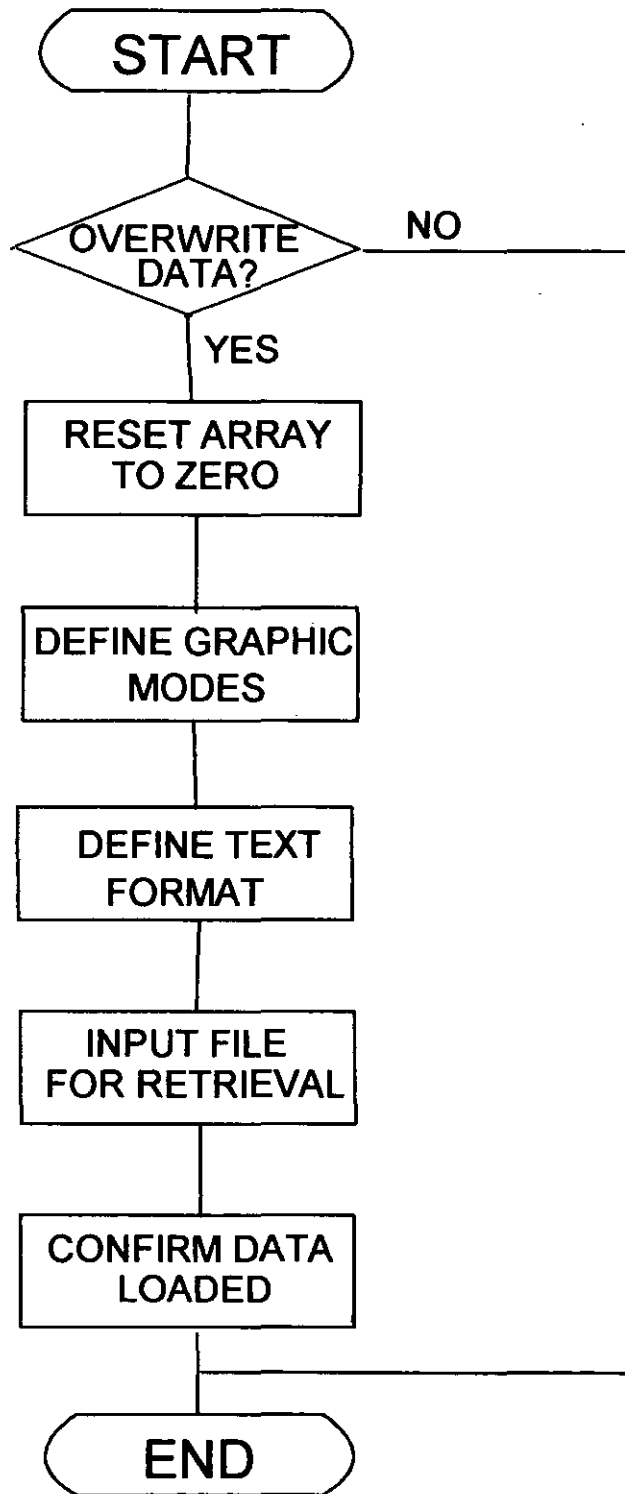 START
OVERWRITE
DATA?
NO
YES
RESET ARRAY
TO ZERO
DEFINE GRAPHIC
MODES
DEFINE TEXT
FORMAT
INPUT FILE
FOR RETRIEVAL
CONFIRM DATA
LOADED
END